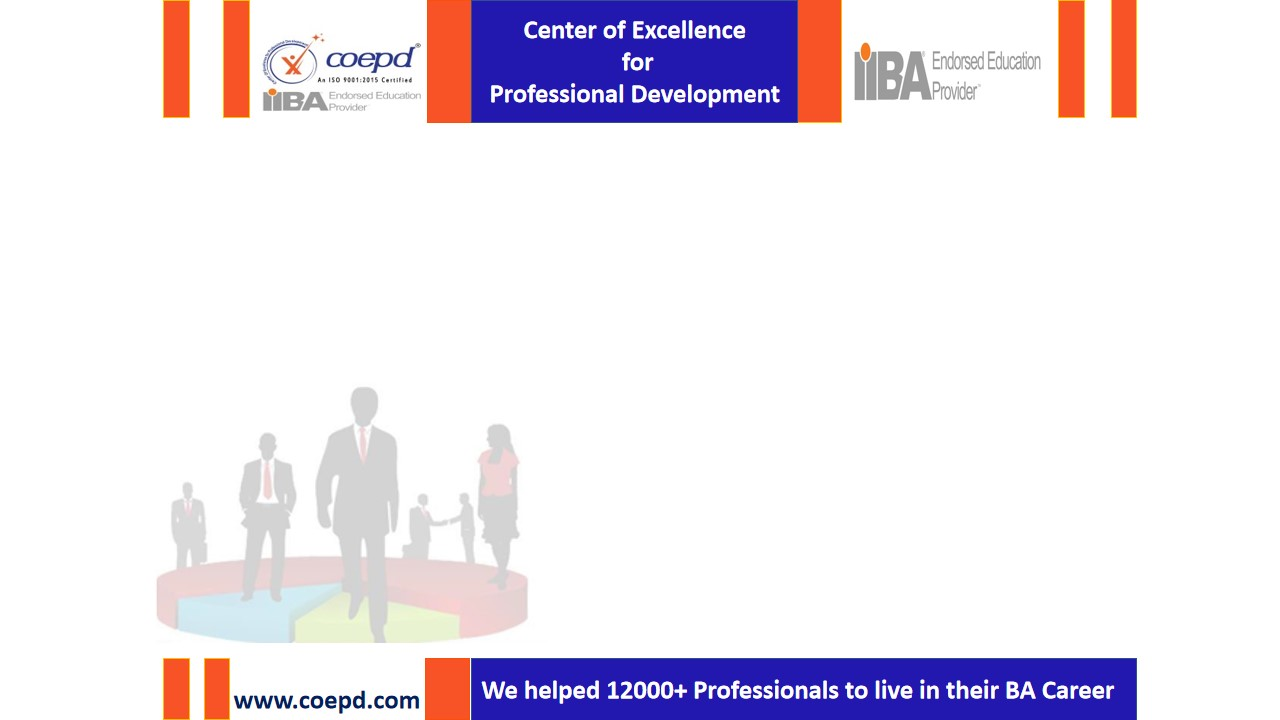 coepd®
An ISO 9001:2015 Certified
iiBA Endorsed Education
Provider
Center of Excellence
for
Professional Development
iiBA Endorsed Education
Provider
www.coepd.com
We helped 12000+ Professionals to live in their BA Career